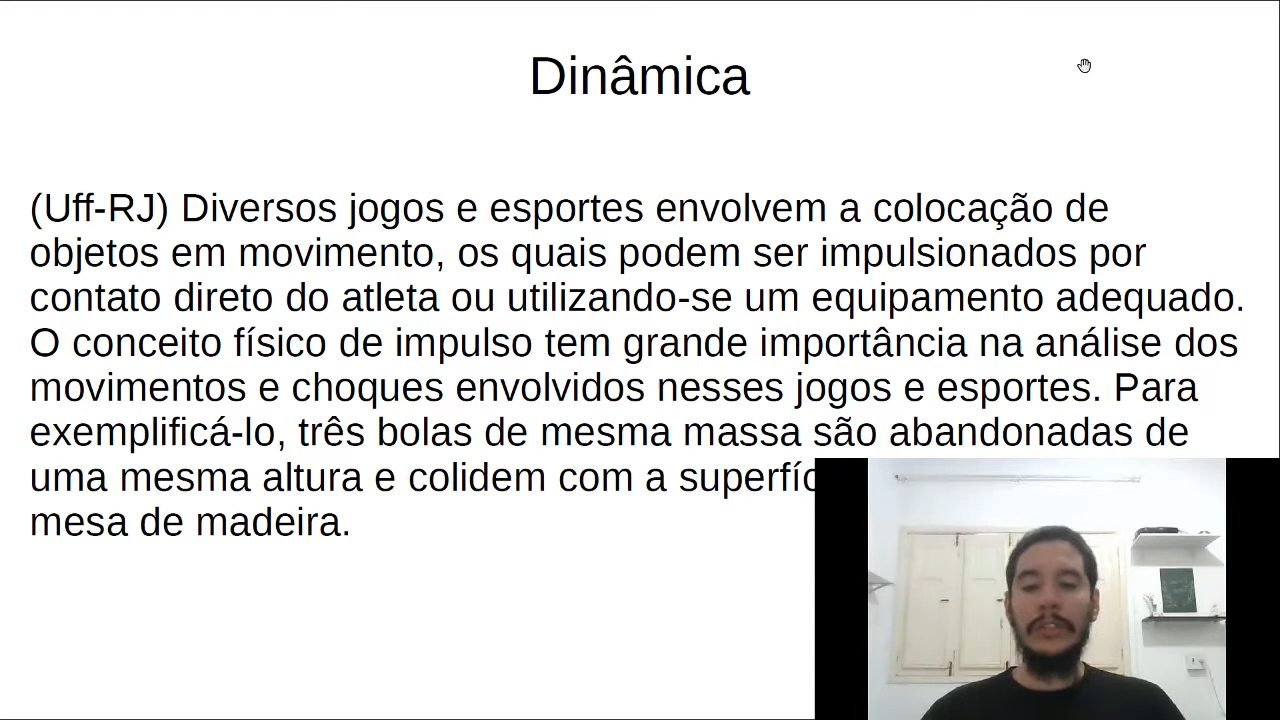 Dinâmica
(Uff-RJ) Diversos jogos e esportes envolvem a colocação de
objetos em movimento, os quais podem ser impulsionados por
contato direto do atleta ou utilizando-se um equipamento adequado.
O conceito físico de impulso tem grande importância na análise dos
movimentos e choques envolvidos nesses jogos e esportes. Para
exemplificá-lo, três bolas de mesma massa são abandonadas de
uma mesma altura e colidem com a
mesa de madeira.